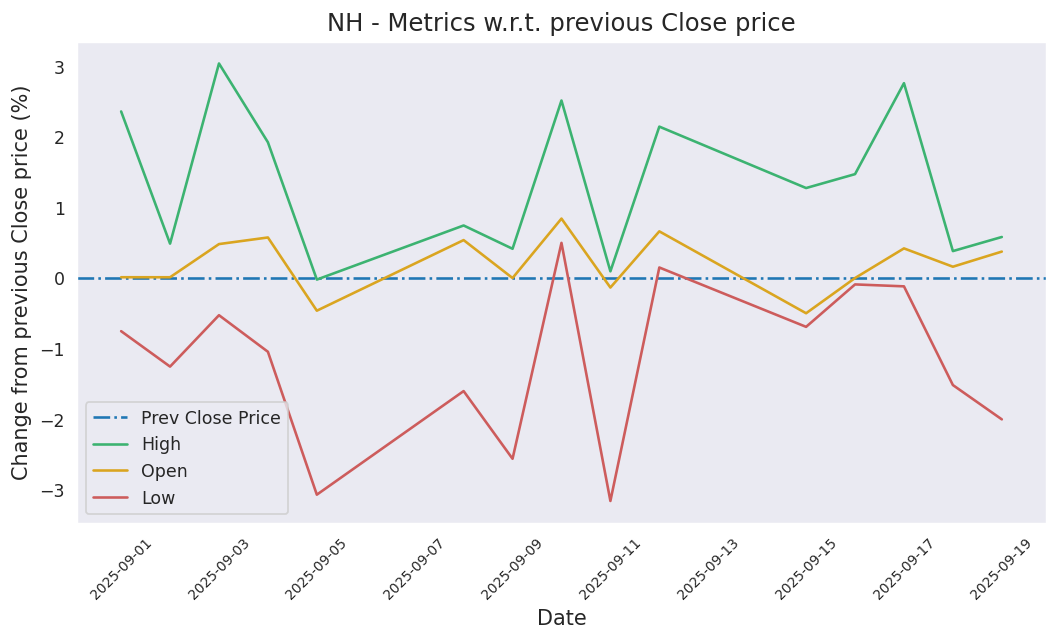 NH - Metrics w.r.t. previous Close price
Change from previous Close price (%)
3
2
1
0
−1
−2
−3
Prev Close Price
High
Open
Low
2025-09-01
2025-09-03
2025-09-05
2025-09-07
2025-09-09
2025-09-11
2025-09-13
2025-09-15
2025-09-17
2025-09-19
Date